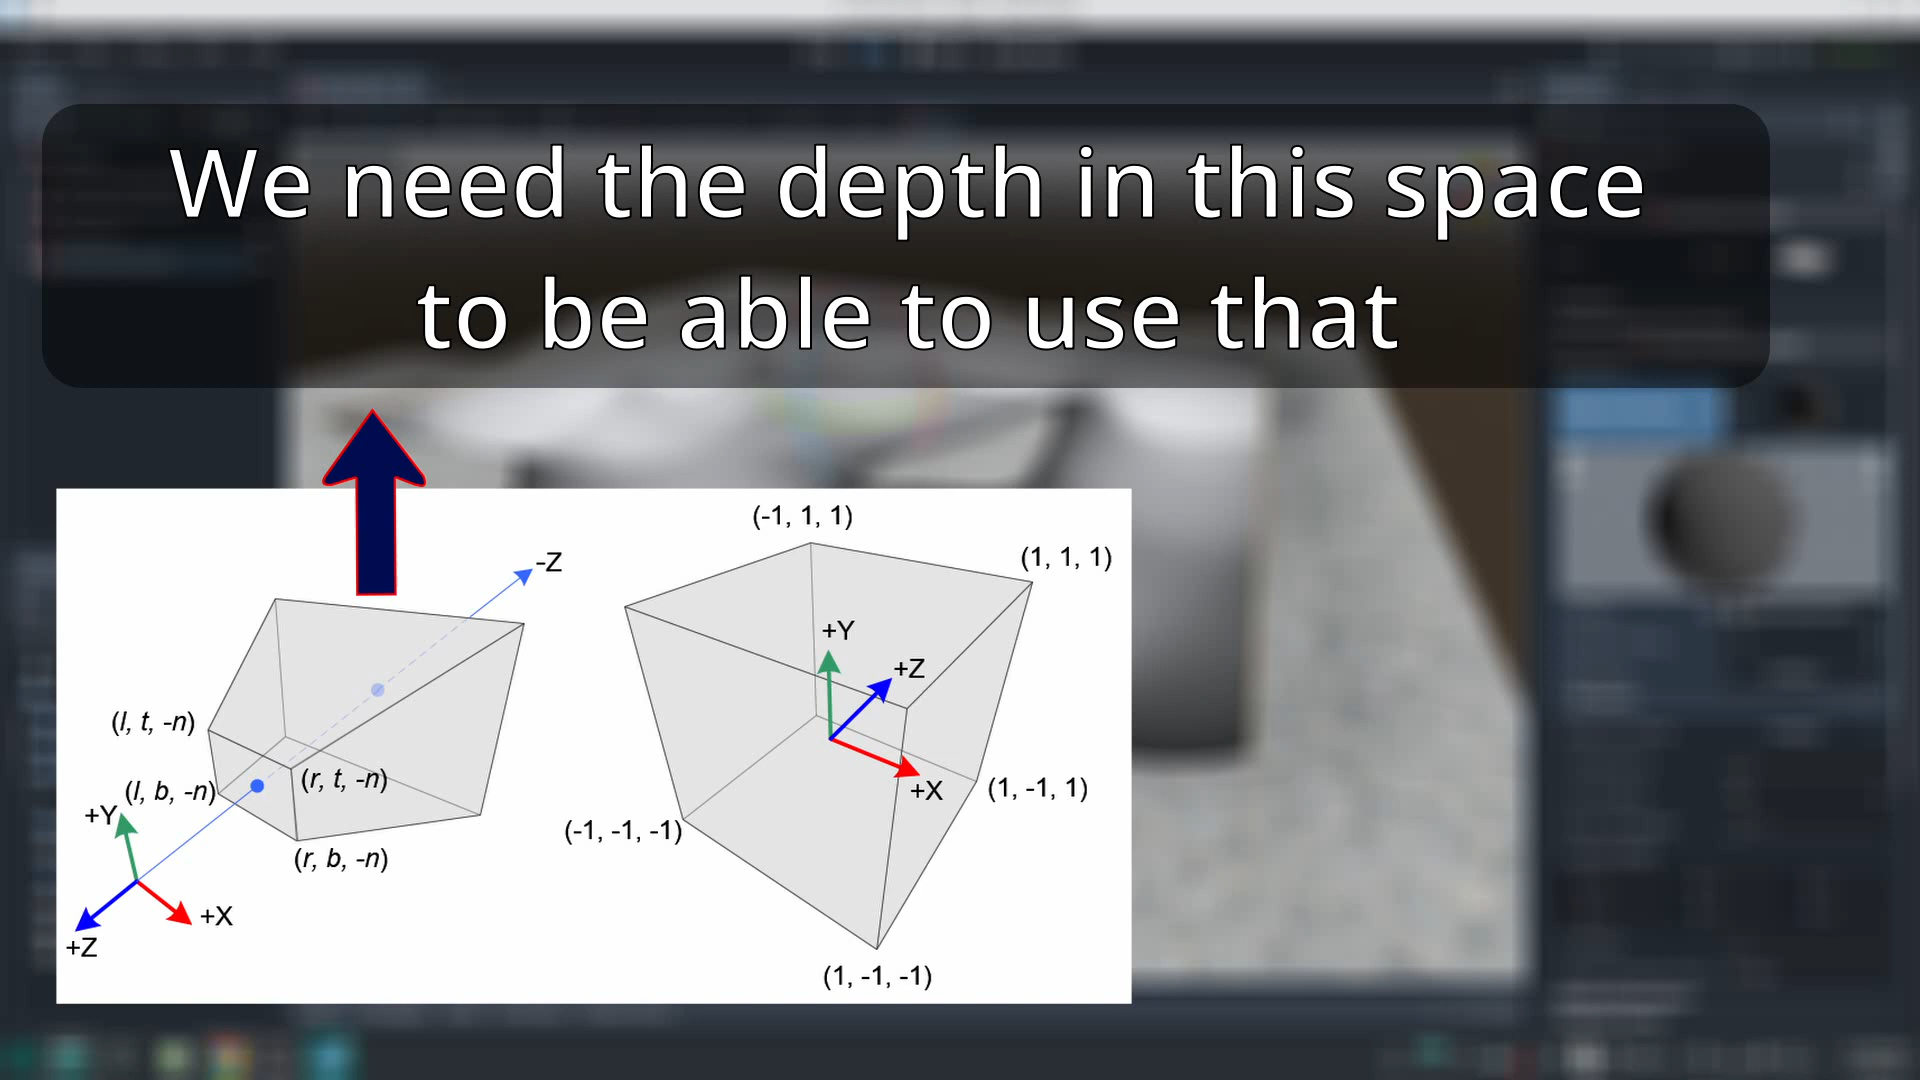 We need the depth in this space
to be able to use that
(-1, 1, 1)
(1, 1, 1)
-Z
+Y
+Z
(l, t, -n)
(r, t, -n)
(l, b, -n)
+X
(1, -1, 1)
+Y
(-1, -1, -1)
(r, b, -n)
+X
+Z
(1, -1, -1)